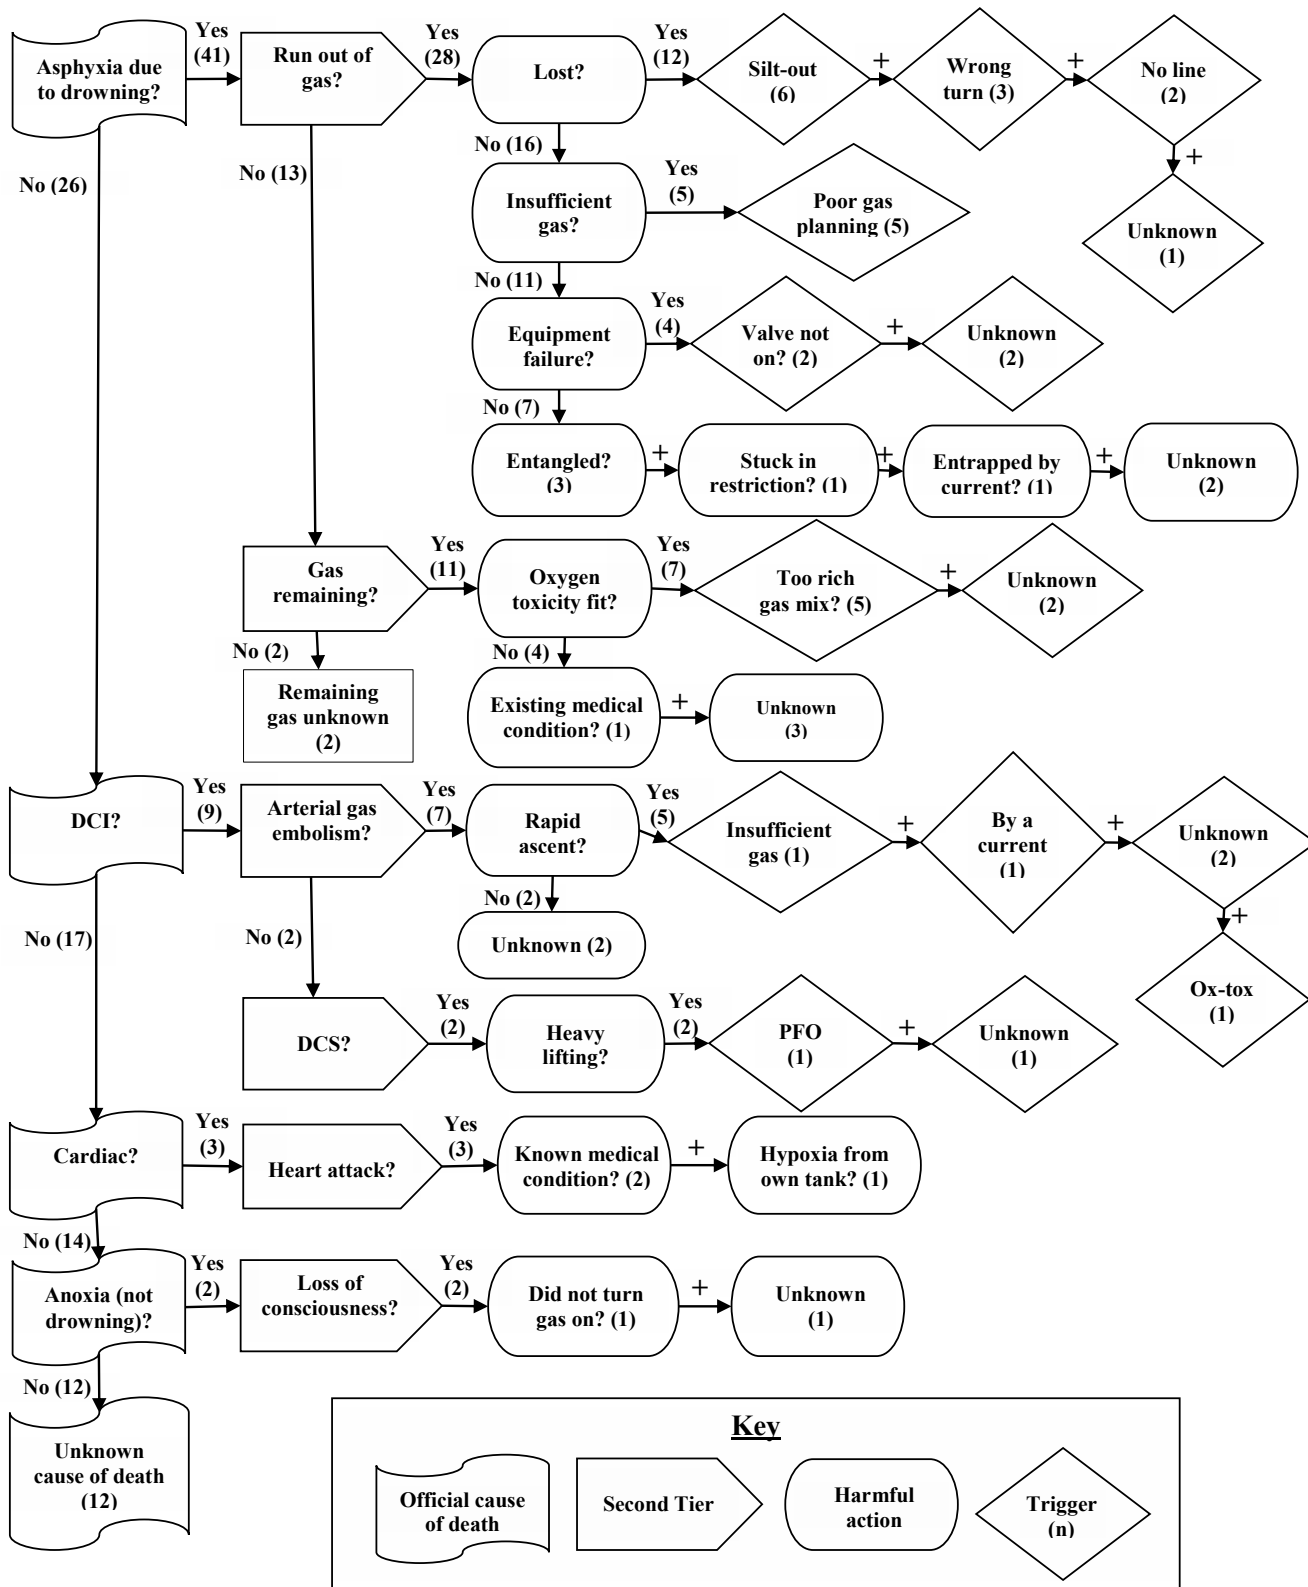 Asphyxia due
to drowning?
Yes
(41)
Run out of
gas?
Yes
(28)
Lost?
Yes
(12)
Silt-out
(6)
+
Wrong
turn (3)
+
No line
(2)
+
Unknown
(1)
No (26)
No (13)
No (16)
Insufficient
gas?
Yes
(5)
Poor gas
planning (5)
No (11)
Equipment
failure?
Yes
(4)
Valve not
on? (2)
+
Unknown
(2)
No (7)
Entangled?
(3)
+
Stuck in
restriction? (1)
+
Entrapped by
current? (1)
+
Unknown
(2)
Gas
remaining?
Yes
(11)
Oxygen
toxicity fit?
Yes
(7)
Too rich
gas mix? (5)
+
Unknown
(2)
No (2)
Remaining
gas unknown
(2)
No (4)
Existing medical
condition? (1)
+
Unknown
(3)
DCI?
Yes
(9)
Arterial gas
embolism?
Yes
(7)
Rapid
ascent?
Yes
(5)
Insufficient
gas (1)
+
By a
current
(1)
+
Unknown
(2)
+
Ox-tox
(1)
No (2)
Unknown (2)
No (17)
No (2)
DCS?
Yes
(2)
Heavy
lifting?
Yes
(2)
PFO
(1)
+
Unknown
(1)
Cardiac?
Yes
(3)
Heart attack?
Yes
(3)
Known medical
condition? (2)
+
Hypoxia from
own tank? (1)
No (14)
Anoxia (not
drowning)?
Yes
(2)
Loss of
consciousness?
Yes
(2)
Did not turn
gas on? (1)
+
Unknown
(1)
No (12)
Unknown
cause of death
(12)
Key
Official cause
of death
Second Tier
Harmful
action
Trigger
(n)